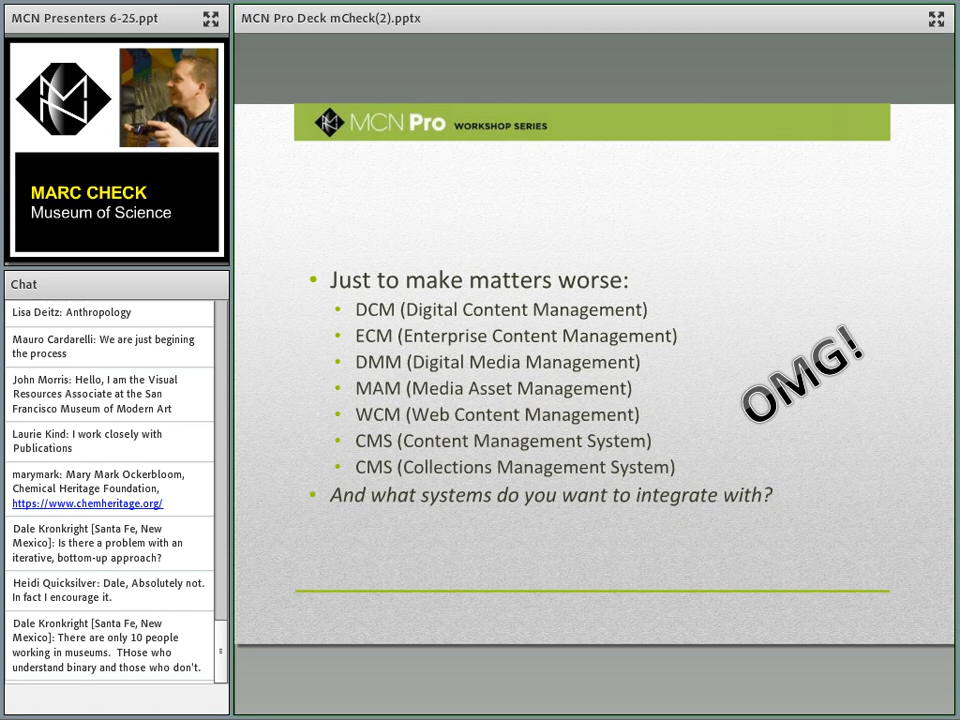 MCN Presenters 6-25.ppt
MARC CHECK
Museum of Science
Chat
Lisa Deitz: Anthropology
Mauro Cardarelli: We are just begining
the process
John Morris: Hello, I am the Visual
Resources Associate at the San
Francisco Museum of Modern Art
Laurie Kind: I work closely with
Publications
marymark: Mary Mark Ockerbloom,
Chemical Heritage Foundation,
https://www.chemheritage.org/
Dale Kronkright [Santa Fe, New
Mexico]: Is there a problem with an
iterative, bottom-up approach?
Heidi Quicksilver: Dale, Absolutely not.
In fact I encourage it.
Dale Kronkright [Santa Fe, New
Mexico]: There are only 10 people
working in museums.  THose who
understand binary and those who don't.
MCN Pro Deck mCheck(2).pptx
MCN Pro WORKSHOP SERIES
• Just to make matters worse:
• DCM (Digital Content Management)
• ECM (Enterprise Content Management)
• DMM (Digital Media Management)
• MAM (Media Asset Management)
• WCM (Web Content Management)
• CMS (Content Management System)
• CMS (Collections Management System)
• And what systems do you want to integrate with?
OMG!